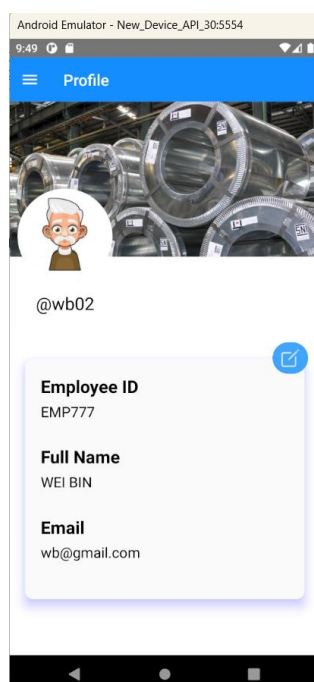 Android Emulator - New_Device_API_30:5554
9:49
Profile
@wb02
Employee ID
EMP777
Full Name
WEI BIN
Email
wb@gmail.com